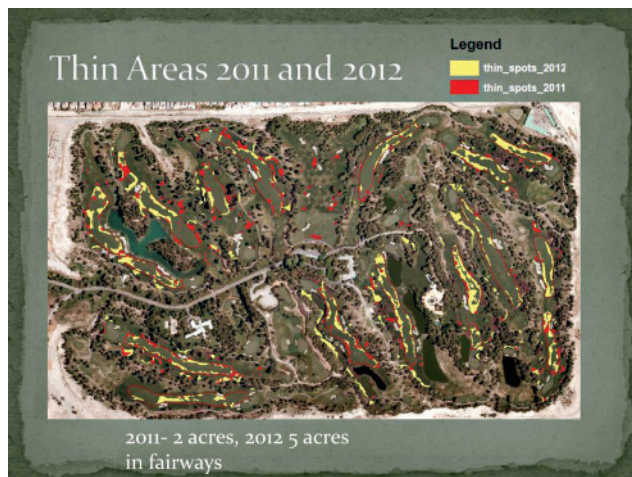 Legend
thin_spots_2012
thin_spots_2011
Thin Areas 2011 and 2012
2011- 2 acres, 2012 5 acres
in fairways